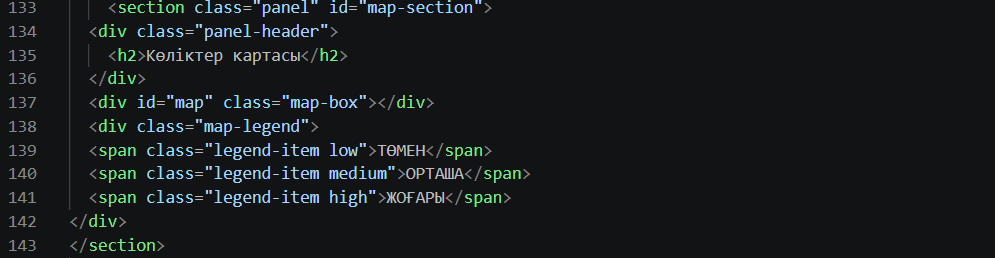 133 <section class="panel" id="map-section">
134 <div class="panel-header">
135 <h2>Көліктер картасы</h2>
136 </div>
137 <div id="map" class="map-box"></div>
138 <div class="map-legend">
139 <span class="legend-item low">ТӨМЕН</span>
140 <span class="legend-item medium">ОРТАША</span>
141 <span class="legend-item high">ЖОҒАРЫ</span>
142 </div>
143 </section>